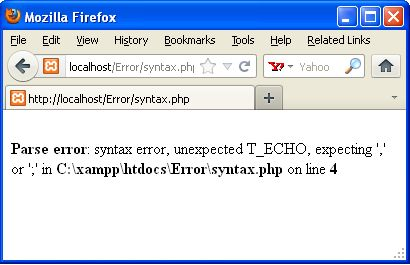 Mozilla Firefox
File Edit View History Bookmarks Tools Help Related Links
localhost/Error/syntax.php Yahoo
http://localhost/Error/syntax.php
Parse error: syntax error, unexpected T_ECHO, expecting ','
or ';' in C:\xampp\htdocs\Error\syntax.php on line 4